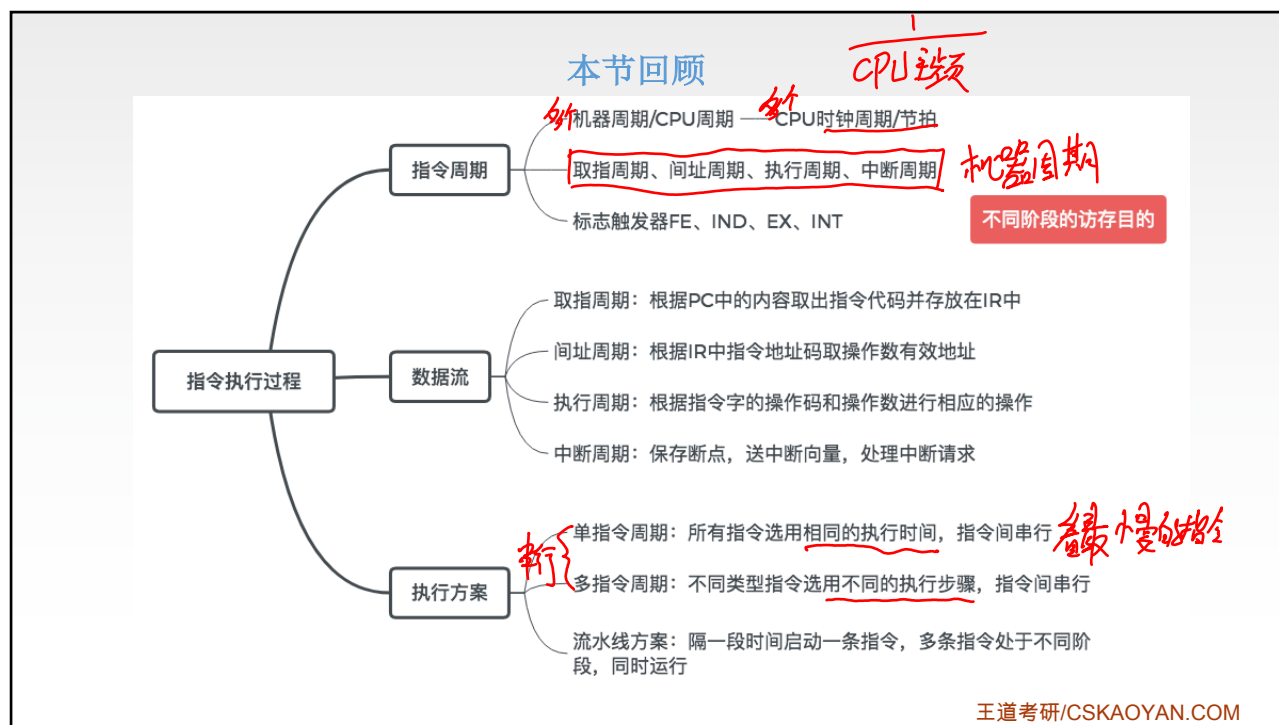 本节回顾
1
CPU主频
多个
机器周期/CPU周期
多个
CPU时钟周期/节拍
指令周期
取指周期、间址周期、执行周期、中断周期
机器周期
标志触发器FE、IND、EX、INT
不同阶段的访存目的
取指周期：根据PC中的内容取出指令代码并存放在IR中
间址周期：根据IR中指令地址码取操作数有效地址
指令执行过程
数据流
执行周期：根据指令字的操作码和操作数进行相应的操作
中断周期：保存断点，送中断向量，处理中断请求
单指令周期：所有指令选用相同的执行时间，指令间串行
看最慢的指令
串行
执行方案
多指令周期：不同类型指令选用不同的执行步骤，指令间串行
流水线方案：隔一段时间启动一条指令，多条指令处于不同阶
段，同时运行
王道考研/CSKAOYAN.COM